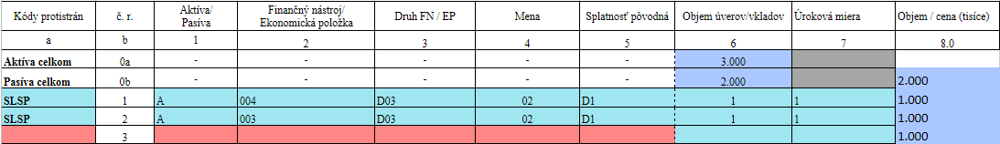 Kódy protistrán č. r. Aktíva/ Pasíva Finančný nástroj/ Ekonomická položka Druh FN / EP Mena Splatnosť pôvodná Objem úverov/vkladov Úroková miera Objem / cena (tisíce)
a b 1 2 3 4 5 6 7 8.0
Aktíva celkom 0a - - - - - 3.000
Pasíva celkom 0b - - - - - 2.000 2.000
SLSP 1 A 004 D03 02 D1 1 1 1.000
SLSP 2 A 003 D03 02 D1 1 1 1.000
3 1.000